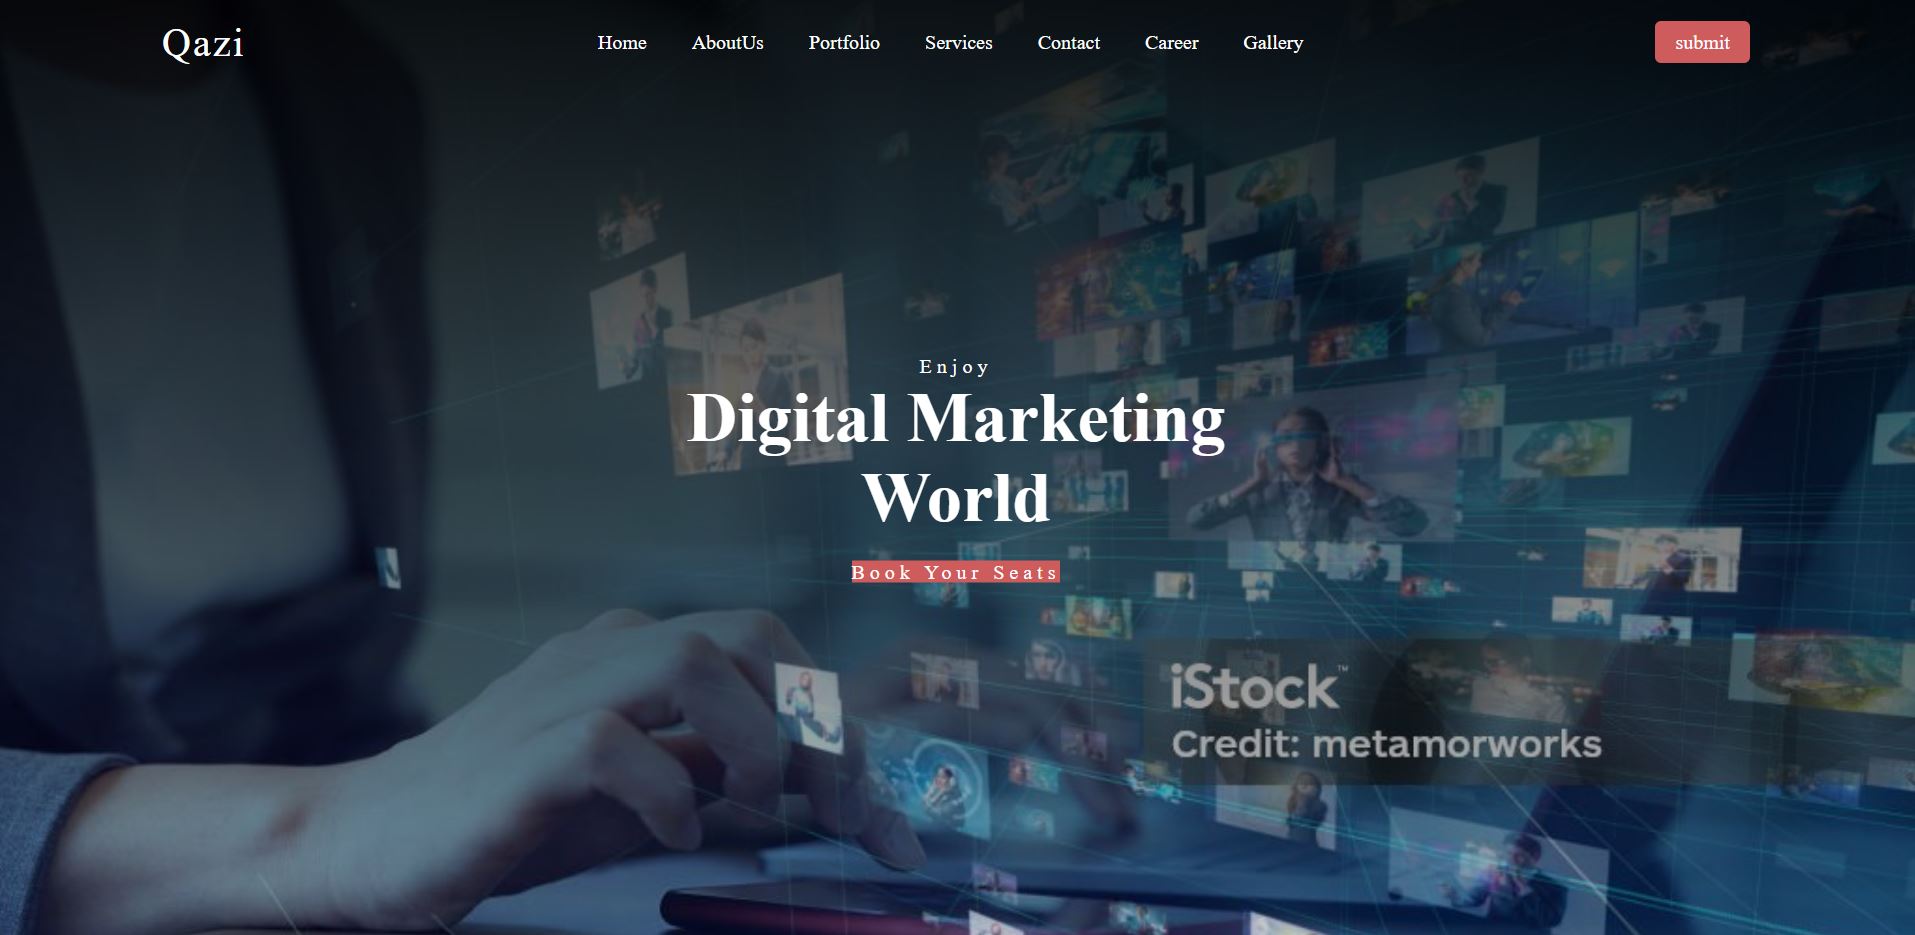 Qazi
Home AboutUs Portfolio Services Contact Career Gallery
submit
Enjoy
Digital Marketing
World
Book Your Seats
iStock™
Credit: metamorworks